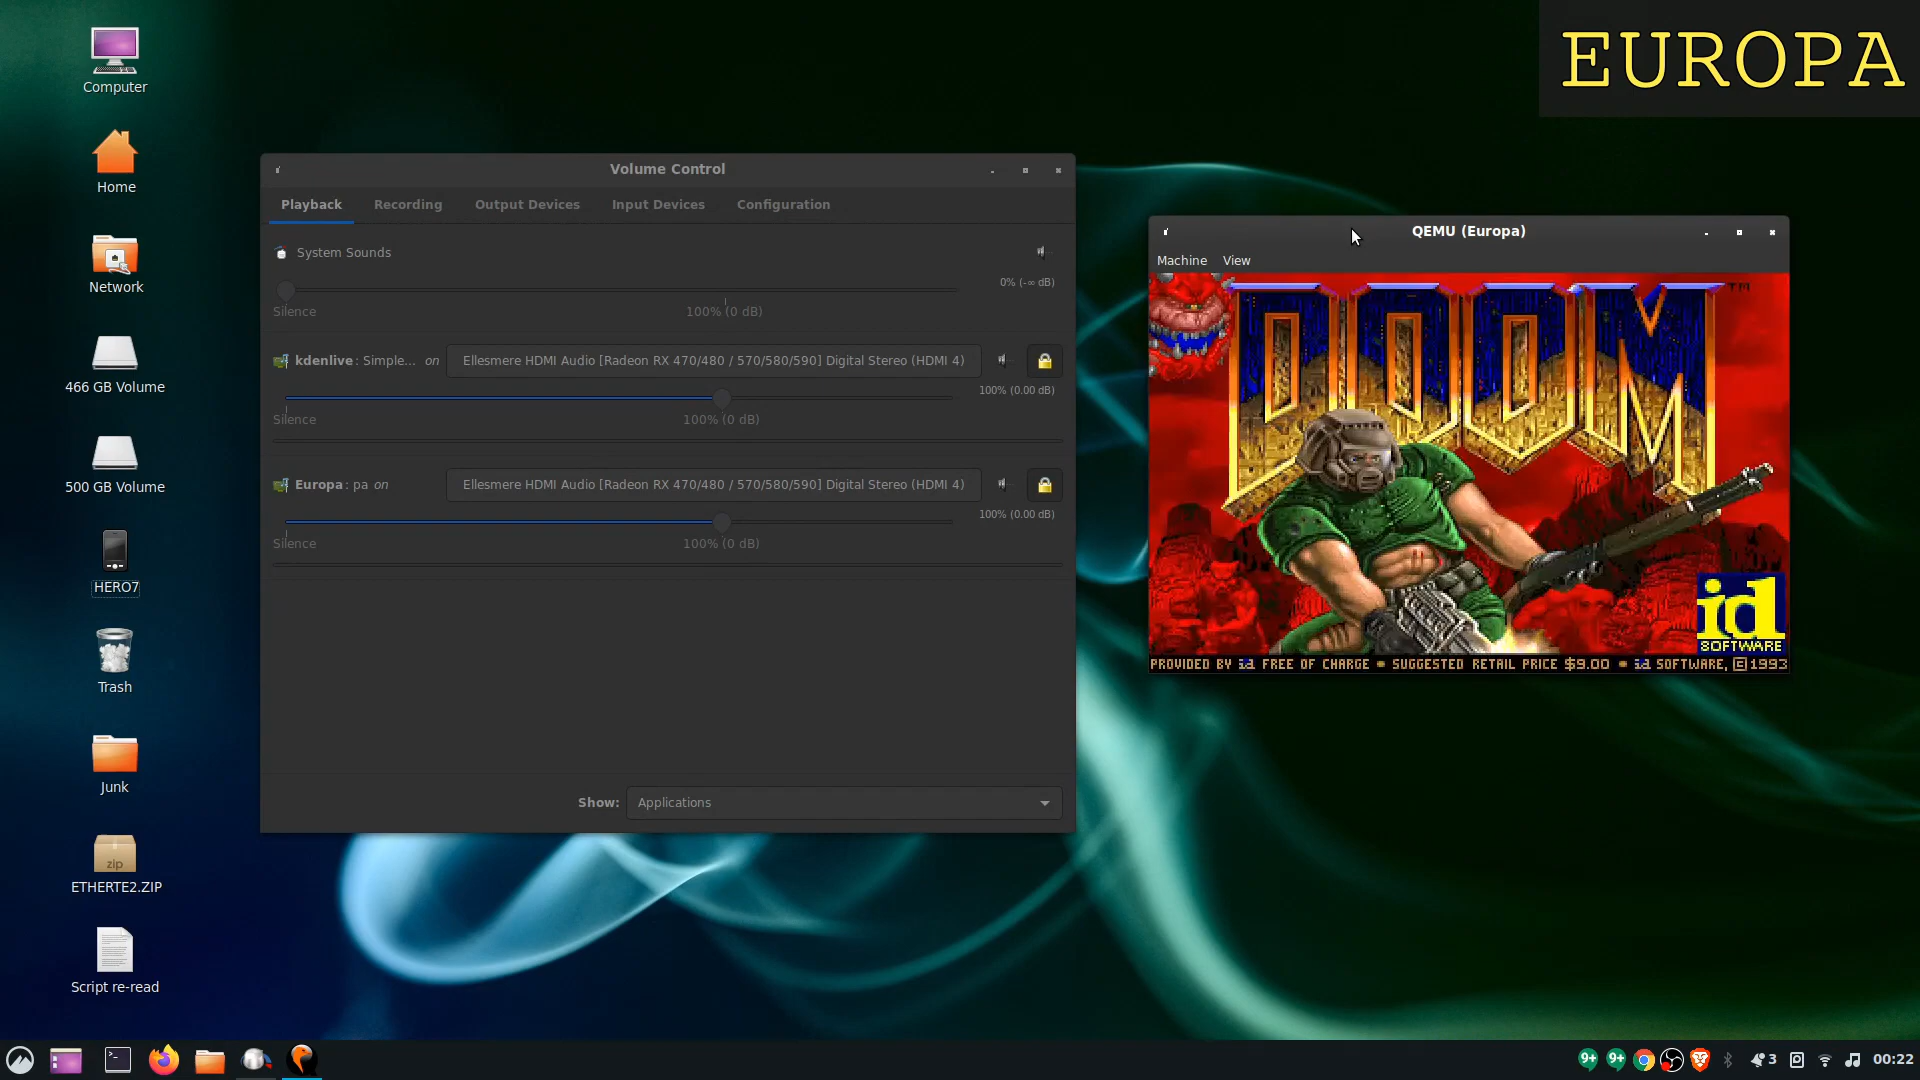 EUROPA
Computer
Home
Network
466 GB Volume
500 GB Volume
HERO7
Trash
Junk
zip
ETHERTE2.ZIP
Script re-read
Volume Control
Playback Recording Output Devices Input Devices Configuration
System Sounds
0% (-∞ dB)
Silence 100% (0 dB)
kdenlive: Simple... on Ellesmere HDMI Audio [Radeon RX 470/480 / 570/580/590] Digital Stereo (HDMI 4)
100% (0.00 dB)
Silence 100% (0 dB)
Europa: pa on Ellesmere HDMI Audio [Radeon RX 470/480 / 570/580/590] Digital Stereo (HDMI 4)
100% (0.00 dB)
Silence 100% (0 dB)
Show: Applications
QEMU (Europa)
Machine View
DOOM TM
id
SOFTWARE
PROVIDED BY id FREE OF CHARGE • SUGGESTED RETAIL PRICE $9.00 • id SOFTWARE, © 1993
9+ 9+ 3 00:22